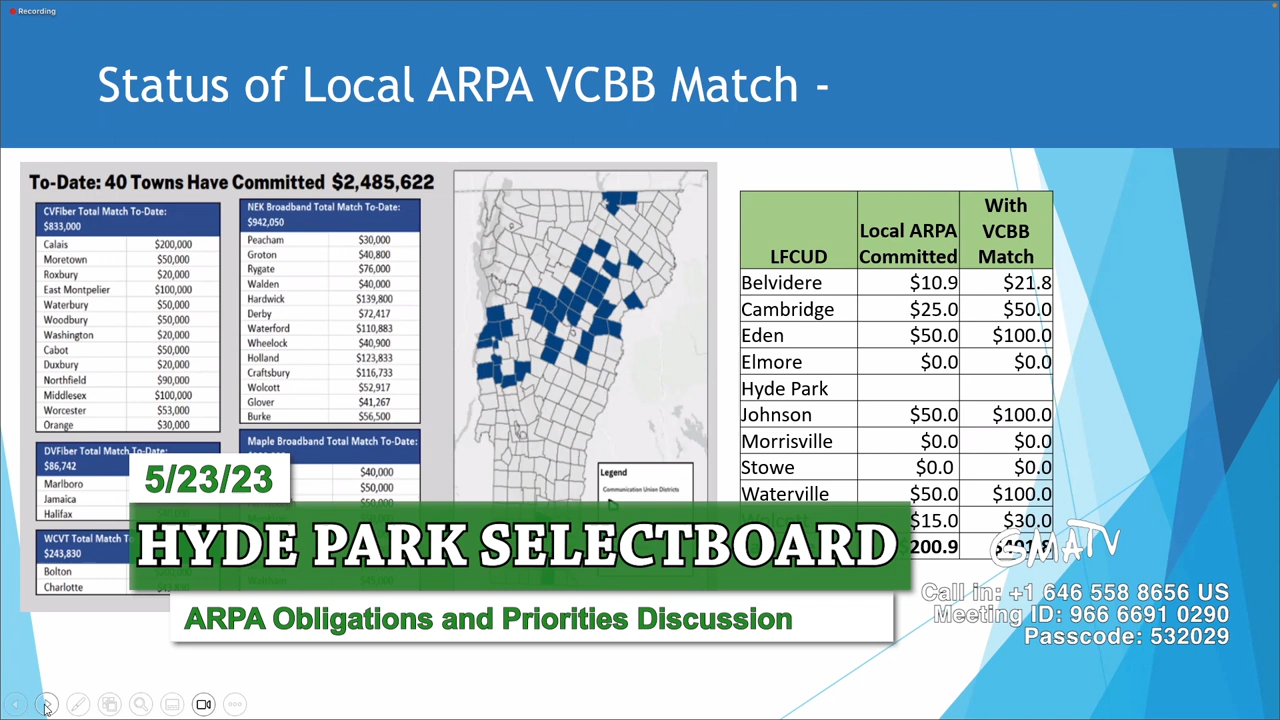 Recording
Status of Local ARPA VCBB Match -
To-Date: 40 Towns Have Committed $2,485,622
CVFiber Total Match To-Date:
$833,000
Calais $200,000
Moretown $50,000
Roxbury $20,000
East Montpelier $100,000
Waterbury $50,000
Woodbury $50,000
Washington $20,000
Cabot $50,000
Duxbury $20,000
Northfield $90,000
Middlesex $100,000
Worcester $53,000
Orange $30,000
NEK Broadband Total Match To-Date:
$942,050
Peacham $30,000
Groton $40,800
Rygate $76,000
Walden $40,000
Hardwick $139,800
Derby $72,417
Waterford $110,883
Wheelock $40,900
Holland $123,833
Craftsbury $116,733
Wolcott $52,917
Glover $41,267
Burke $56,500
DVFiber Total Match To-Date:
$86,742
Marlboro
Jamaica
Halifax
WCVT Total Match T
$243,830
Bolton
Charlotte
Maple Broadband Total Match To-Date:
$40,000
$50,000
Legend
Communication Union Districts
LFCUD Local ARPA Committed With VCBB Match
Belvidere $10.9 $21.8
Cambridge $25.0 $50.0
Eden $50.0 $100.0
Elmore $0.0 $0.0
Hyde Park
Johnson $50.0 $100.0
Morrisville $0.0 $0.0
Stowe $0.0 $0.0
Waterville $50.0 $100.0
Wolcott $15.0 $30.0
200.9
5/23/23
HYDE PARK SELECTBOARD
ARPA Obligations and Priorities Discussion
GMATV
Call in: +1 646 558 8656 US
Meeting ID: 966 6691 0290
Passcode: 532029